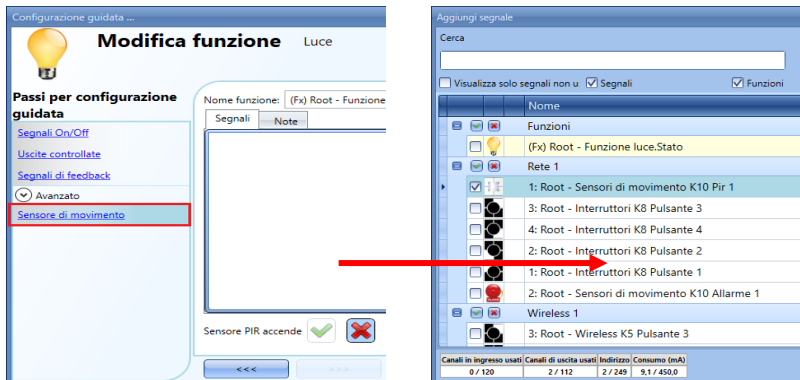 Configurazione guidata ...
Modifica funzione Luce
Passi per configurazione guidata
Segnali On/Off
Uscite controllate
Segnali di feedback
Avanzato
Sensore di movimento
Nome funzione: (Fx) Root - Funzione
Segnali Note
Sensore PIR accende
<<< >>>
Aggiungi segnale
Cerca
Visualizza solo segnali non u Segnali Funzioni
Nome
Funzioni
(Fx) Root - Funzione luce.Stato
Rete 1
1: Root - Sensori di movimento K10 Pir 1
3: Root - Interruttori K8 Pulsante 3
4: Root - Interruttori K8 Pulsante 4
2: Root - Interruttori K8 Pulsante 2
1: Root - Interruttori K8 Pulsante 1
2: Root - Sensori di movimento K10 Allarme 1
Wireless 1
3: Root - Wireless K5 Pulsante 3
Canali in ingresso usati Canali di uscita usati Indirizzo Consumo (mA)
0 / 120 2 / 112 2 / 249 9,1 / 450,0